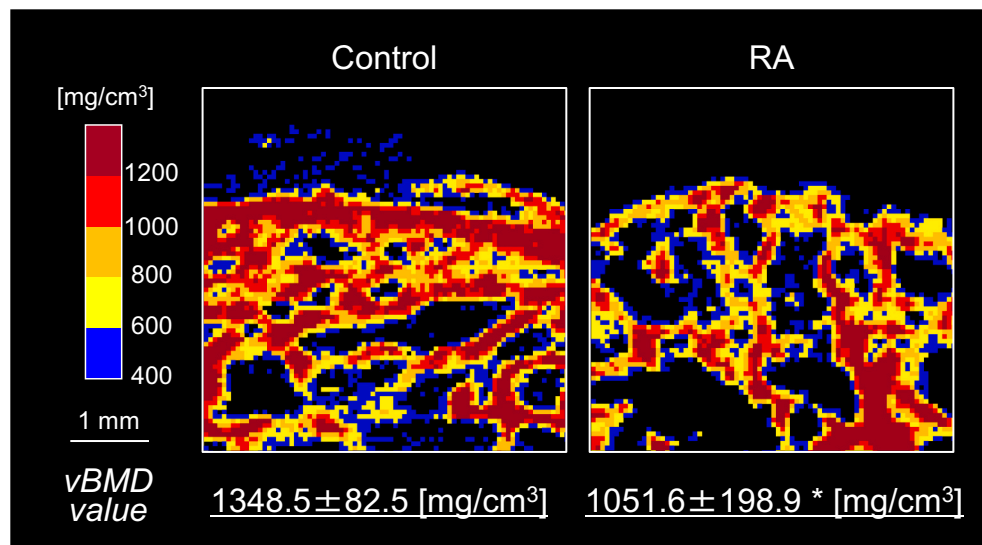 Control
RA
[mg/cm³]
1200
1000
800
600
400
1 mm
vBMD
value
1348.5±82.5 [mg/cm³]
1051.6±198.9 * [mg/cm³]